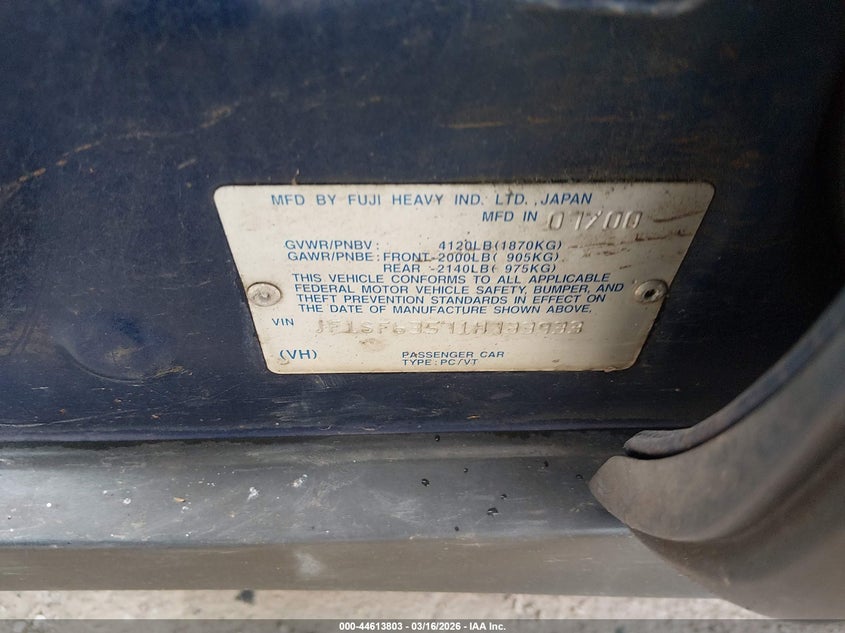 MFD BY FUJI HEAVY IND. LTD.,JAPAN
MFD IN 07/00
GVWR/PNBV: 4120LB(1870KG)
GAWR/PNBE: FRONT-2000LB( 905KG)
REAR -2140LB( 975KG)
THIS VEHICLE CONFORMS TO ALL APPLICABLE
FEDERAL MOTOR VEHICLE SAFETY, BUMPER, AND
THEFT PREVENTION STANDARDS IN EFFECT ON
THE DATE OF MANUFACTURE SHOWN ABOVE,
VIN
(VH) PASSENGER CAR
TYPE:PC/VT
000-44613803 - 03/16/2026 - IAA Inc.